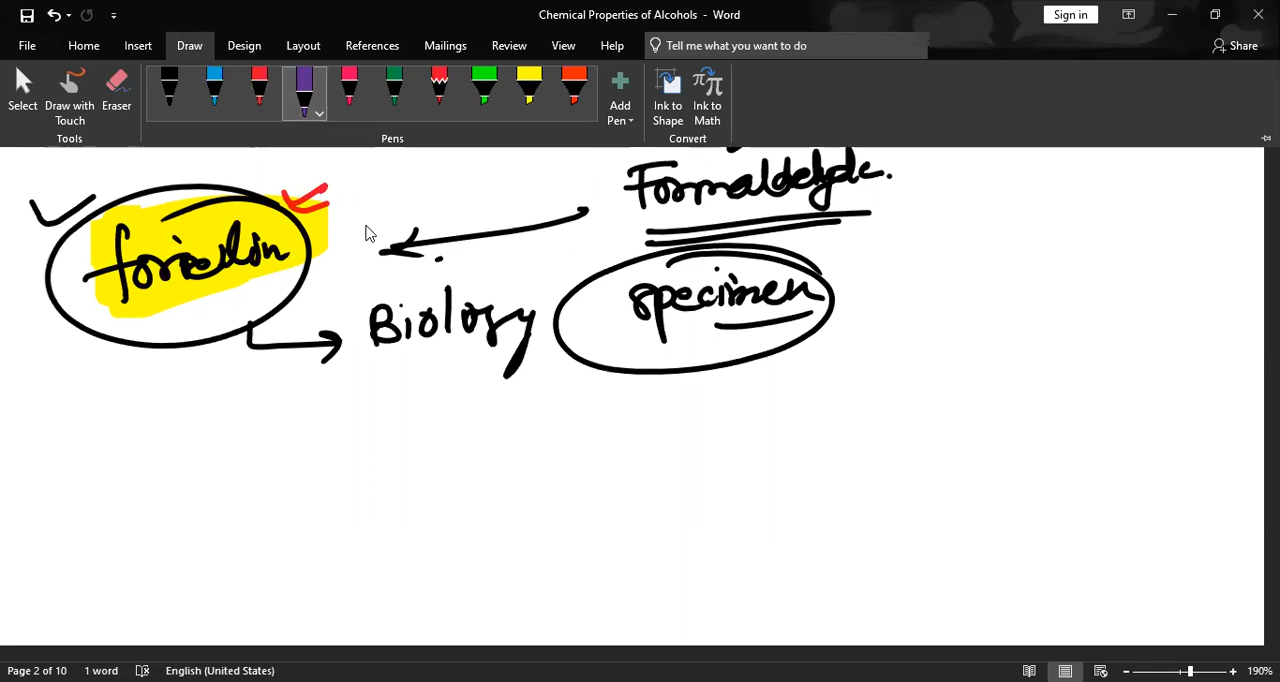 Chemical Properties of Alcohols - Word
Sign in
File Home Insert Draw Design Layout References Mailings Review View Help Tell me what you want to do Share
Select Draw with Touch Eraser Add Pen Ink to Shape Ink to Math
Tools Pens Convert
Formaldelyde.
specimen
Biology
Page 2 of 10 1 word English (United States) 190%